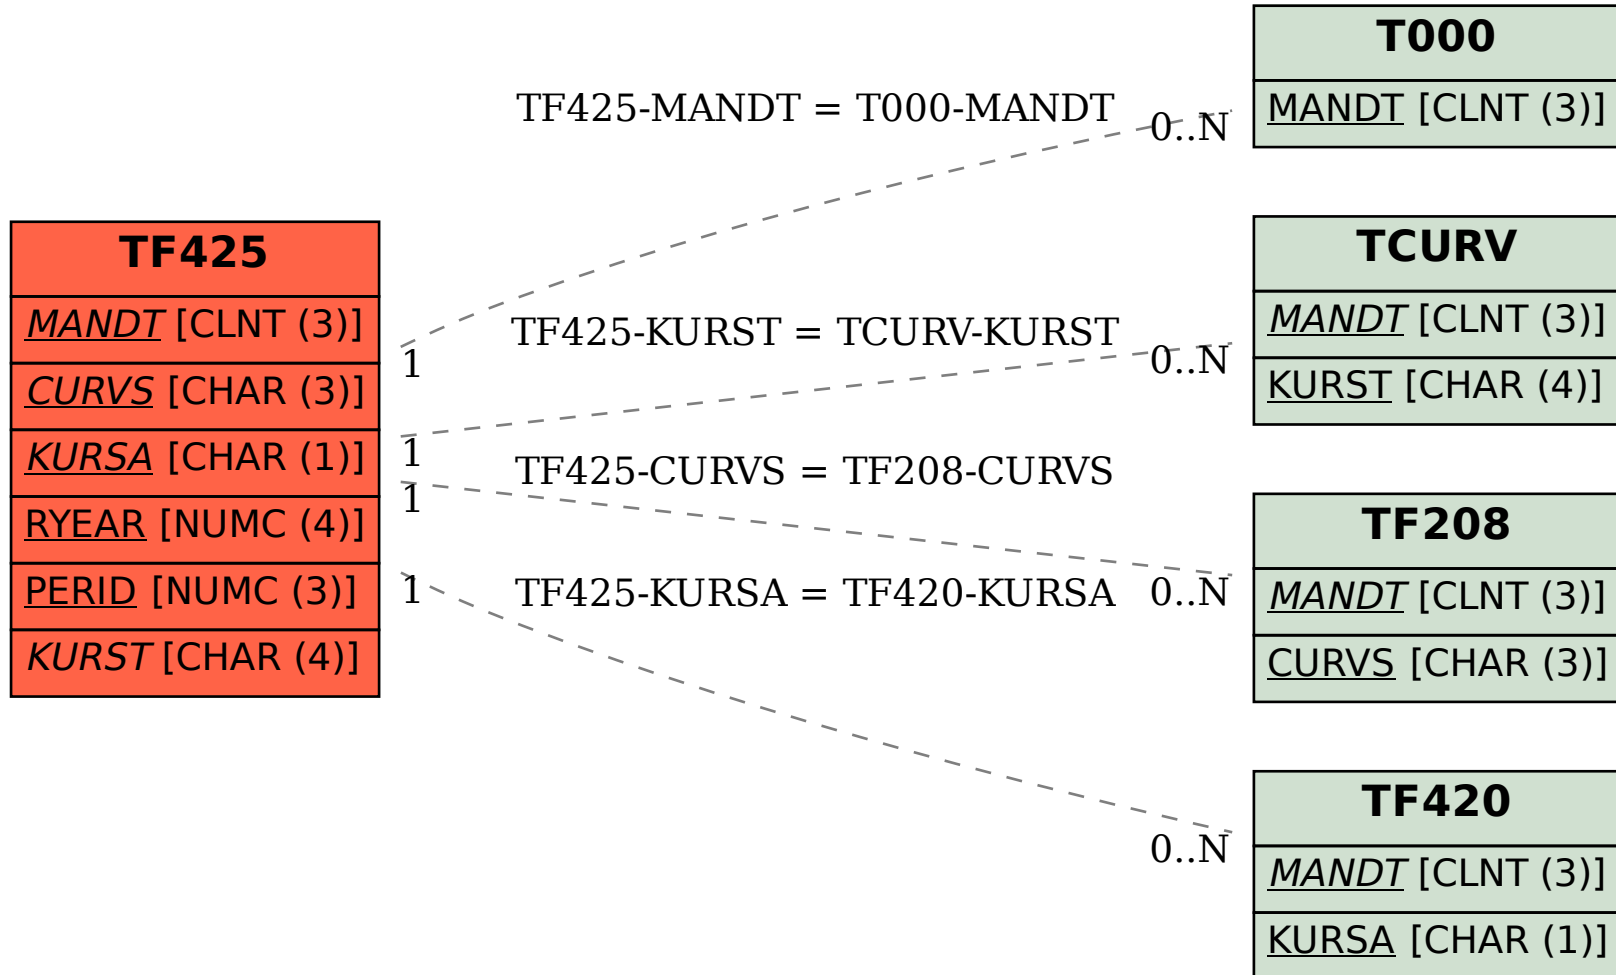 TF425
MANDT [CLNT (3)]
CURVS [CHAR (3)]
KURSA [CHAR (1)]
RYEAR [NUMC (4)]
PERID [NUMC (3)]
KURST [CHAR (4)]
TF425-MANDT = T000-MANDT
1
0..N
TF425-KURST = TCURV-KURST
1
0..N
TF425-CURVS = TF208-CURVS
1
0..N
TF425-KURSA = TF420-KURSA
1
0..N
T000
MANDT [CLNT (3)]
TCURV
MANDT [CLNT (3)]
KURST [CHAR (4)]
TF208
MANDT [CLNT (3)]
CURVS [CHAR (3)]
TF420
MANDT [CLNT (3)]
KURSA [CHAR (1)]